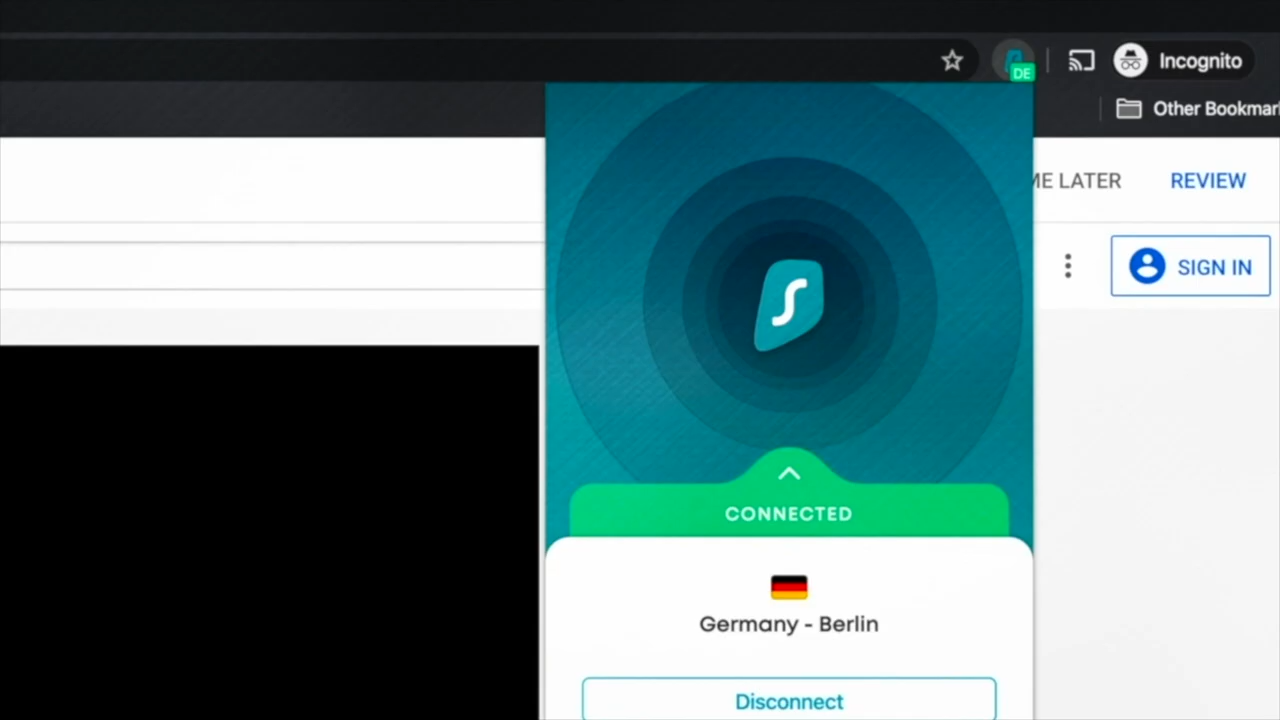 DE
Incognito
Other Bookmar
ME LATER
REVIEW
SIGN IN
CONNECTED
Germany - Berlin
Disconnect